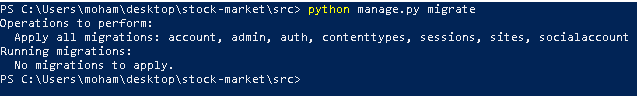 PS C:\Users\moham\desktop\stock-market\src> python manage.py migrate
Operations to perform:
  Apply all migrations: account, admin, auth, contenttypes, sessions, sites, socialaccount
Running migrations:
  No migrations to apply.
PS C:\Users\moham\desktop\stock-market\src>